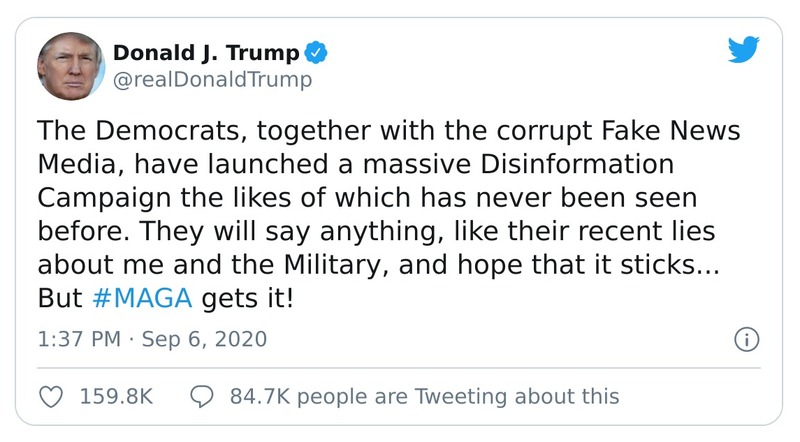 Donald J. Trump
@realDonaldTrump
The Democrats, together with the corrupt Fake News
Media, have launched a massive Disinformation
Campaign the likes of which has never been seen
before. They will say anything, like their recent lies
about me and the Military, and hope that it sticks...
But #MAGA gets it!
1:37 PM · Sep 6, 2020
159.8K 84.7K people are Tweeting about this